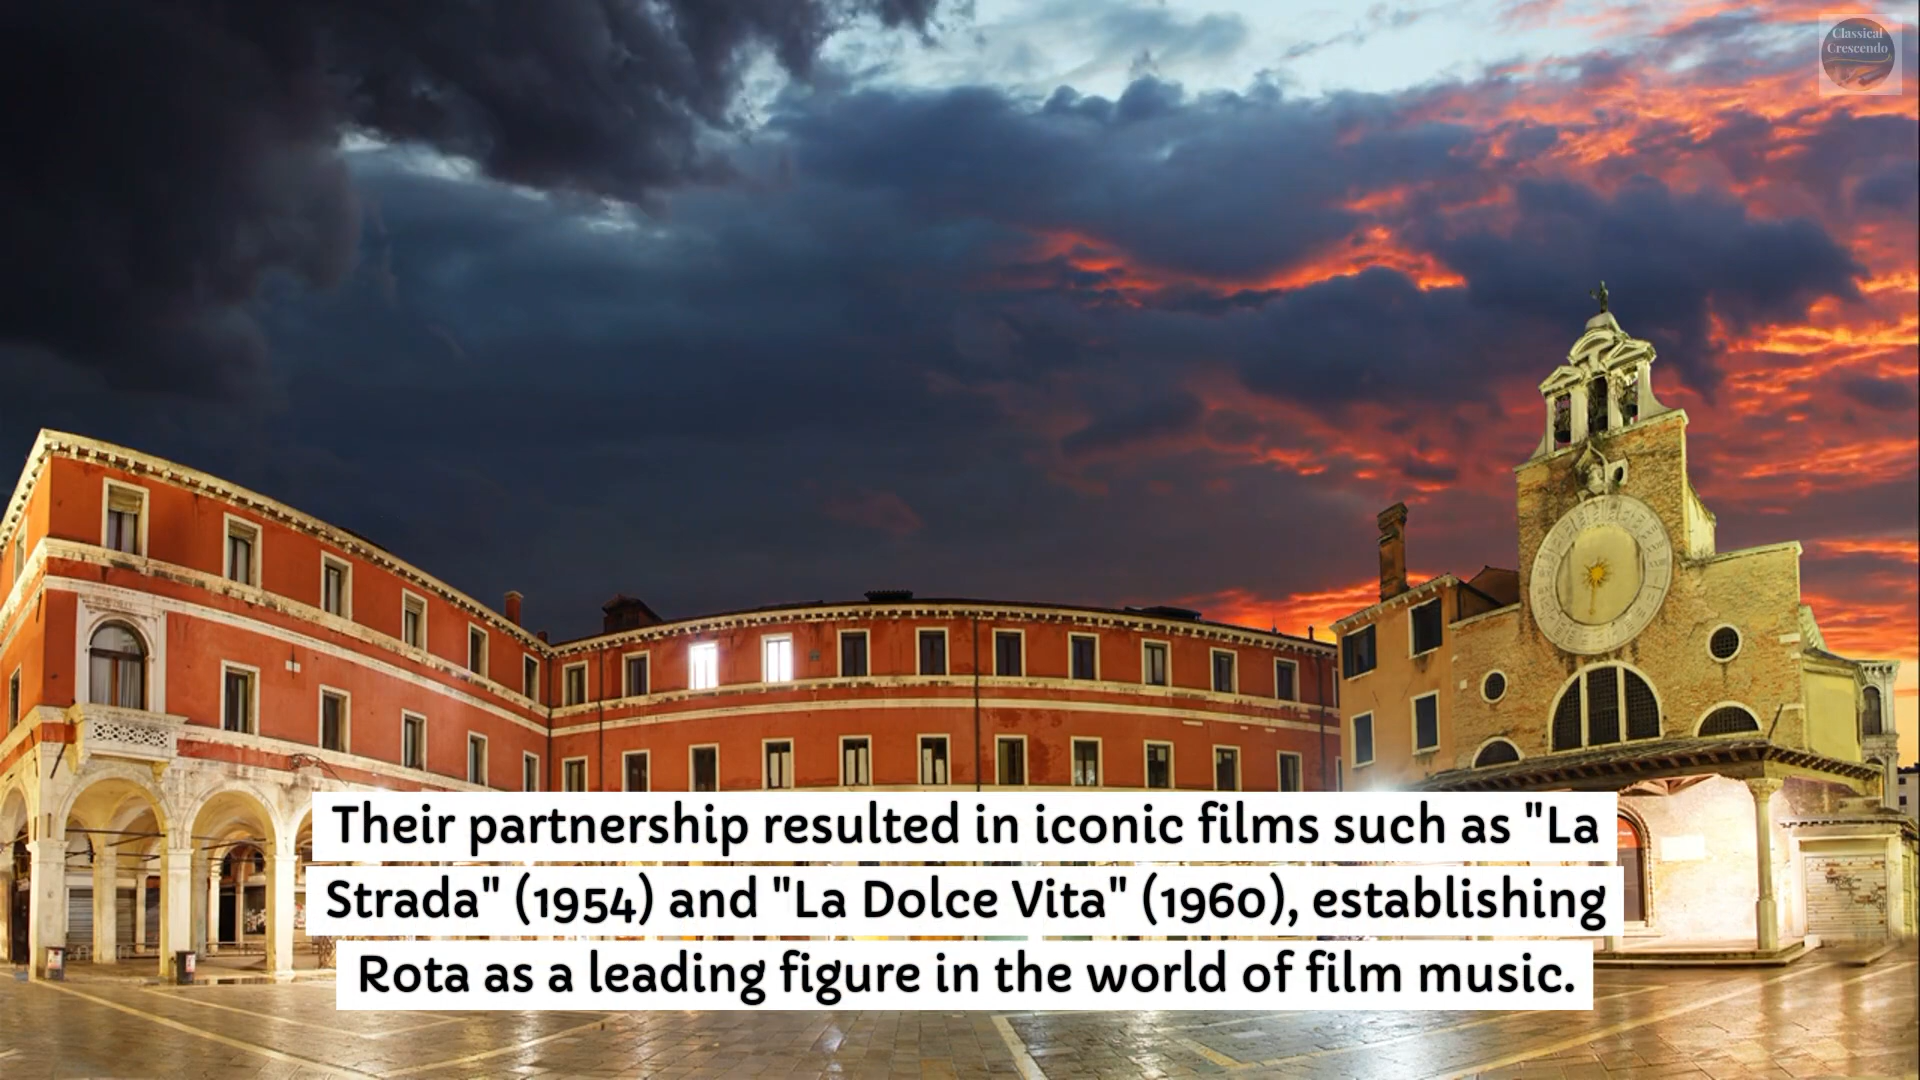 Classical
Crescendo
Their partnership resulted in iconic films such as "La
Strada" (1954) and "La Dolce Vita" (1960), establishing
Rota as a leading figure in the world of film music.